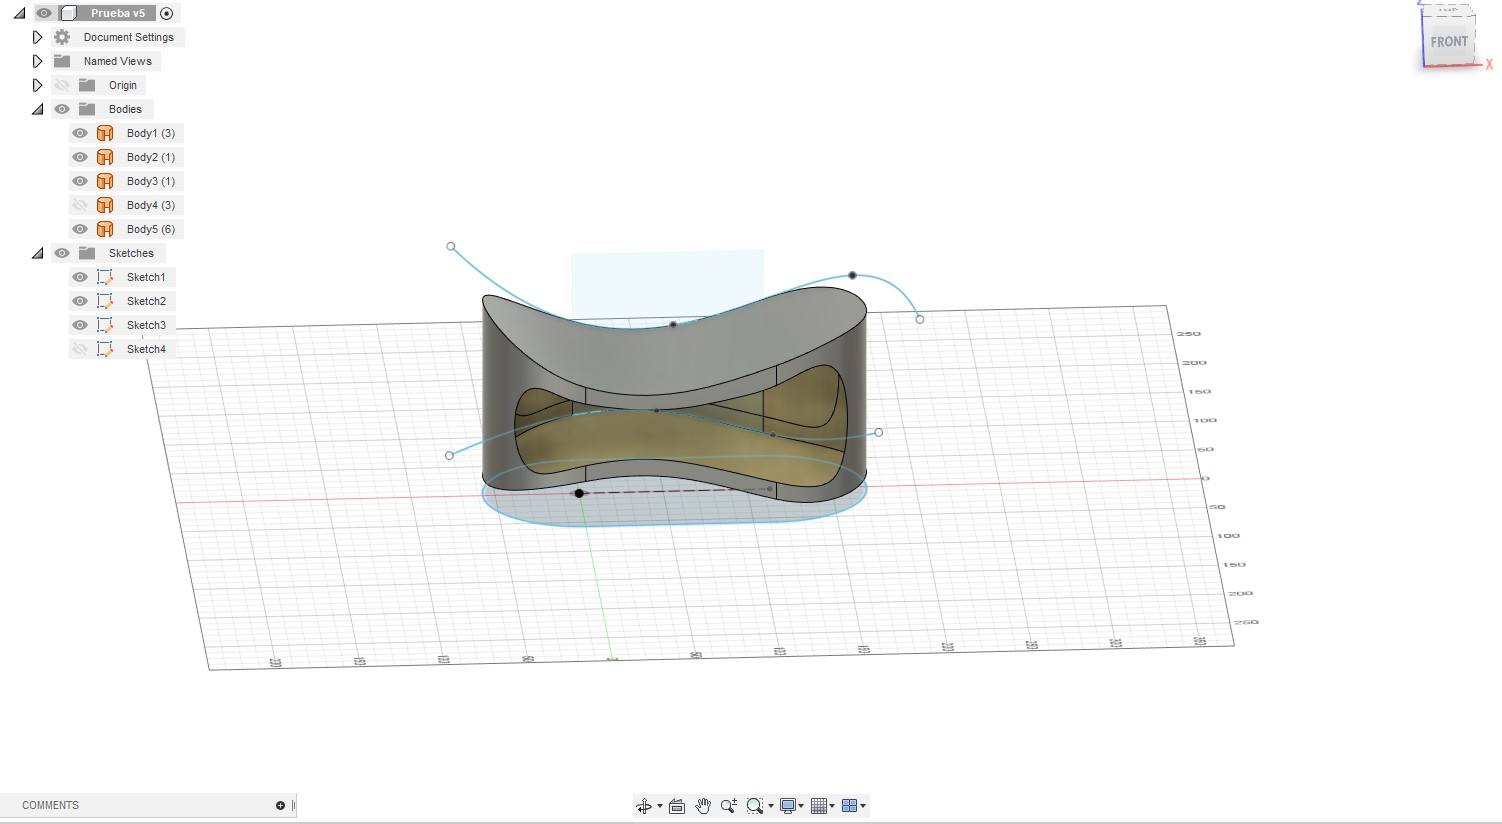 Prueba v5
Document Settings
Named Views
Origin
Bodies
Body1 (3)
Body2 (1)
Body3 (1)
Body4 (3)
Body5 (6)
Sketches
Sketch1
Sketch2
Sketch3
Sketch4
FRONT
X
250
200
150
100
50
0
50
100
150
200
250
COMMENTS